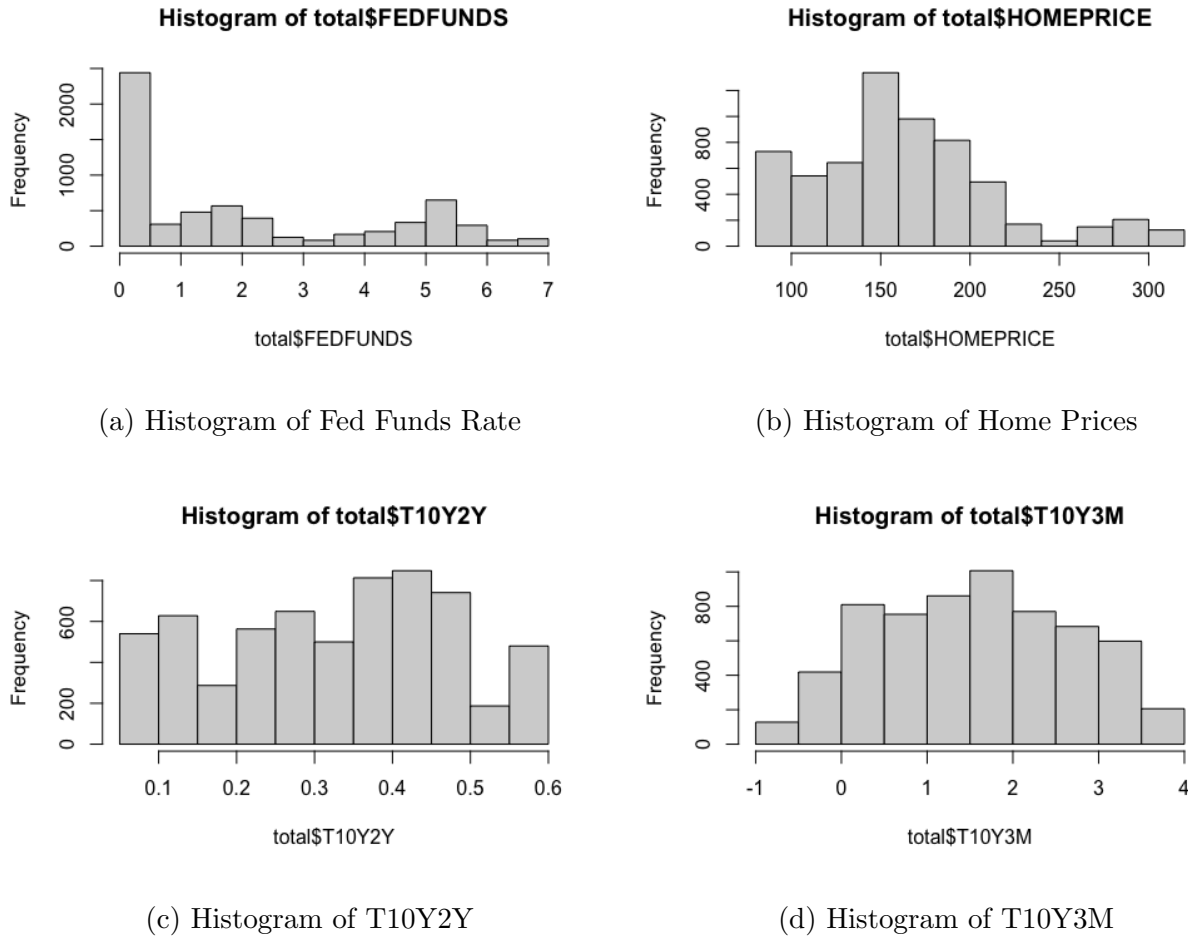 Histogram of total$FEDFUNDS
Frequency
0 1000 2000
0 1 2 3 4 5 6 7
total$FEDFUNDS
(a) Histogram of Fed Funds Rate
Histogram of total$HOMEPRICE
Frequency
0 400 800
100 150 200 250 300
total$HOMEPRICE
(b) Histogram of Home Prices
Histogram of total$T10Y2Y
Frequency
0 200 600
0.1 0.2 0.3 0.4 0.5 0.6
total$T10Y2Y
(c) Histogram of T10Y2Y
Histogram of total$T10Y3M
Frequency
0 400 800
-1 0 1 2 3 4
total$T10Y3M
(d) Histogram of T10Y3M